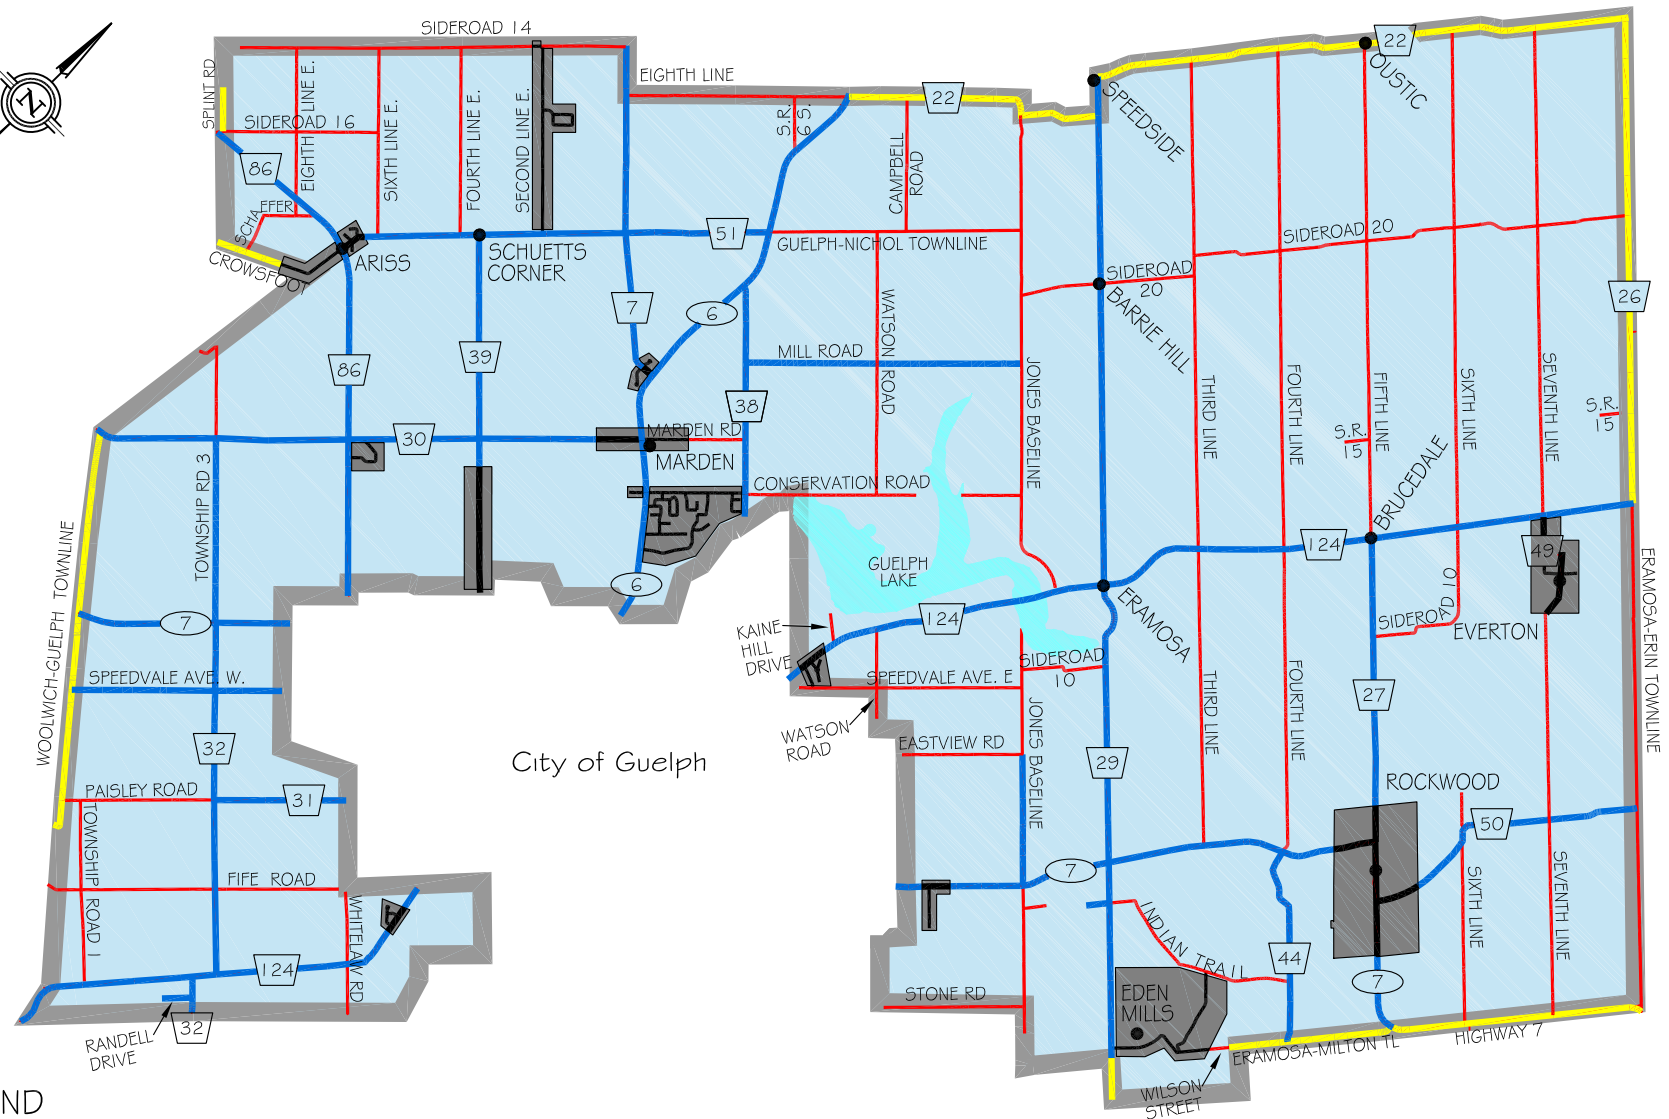 SIDEROAD 14
SPLINT RD
EIGHTH LINE E.
SIDEROAD 16
SIXTH LINE E.
FOURTH LINE E.
SECOND LINE E.
EIGHTH LINE
S.R.
6 S.
22
CAMPBELL
ROAD
22
OUSTIC
SPEEDSIDE
N
86
SCHAEFER
CROWSFOOT
ARISS
SCHUETTS
CORNER
51
GUELPH-NICHOL TOWNLINE
SIDEROAD 20
SIDEROAD
20
BARRIE HILL
26
7
6
WATSON ROAD
MILL ROAD
86
39
38
JONES BASELINE
THIRD LINE
FOURTH LINE
FIFTH LINE
SIXTH LINE
SEVENTH LINE
S.R.
15
S.R.
15
30
MARDEN RD
MARDEN
TOWNSHIP RD 3
CONSERVATION ROAD
BRUCEDALE
WOOLWICH-GUELPH TOWNLINE
GUELPH
LAKE
124
49
ERAMOSA-ERIN TOWNLINE
6
7
KAINE
HILL
DRIVE
124
ERAMOSA
SIDEROAD 10
EVERTON
SPEEDVALE AVE. W.
SPEEDVALE AVE. E
SIDEROAD
10
27
WATSON
ROAD
THIRD LINE
FOURTH LINE
32
City of Guelph
EASTVIEW RD
JONES BASELINE
29
ROCKWOOD
PAISLEY ROAD
31
TOWNSHIP ROAD 1
50
FIFE ROAD
7
WHITELAW RD
SIXTH LINE
SEVENTH LINE
INDIAN TRAIL
124
44
7
STONE RD
EDEN
MILLS
32
RANDELL
DRIVE
ERAMOSA-MILTON TL
HIGHWAY 7
WILSON
STREET
ND